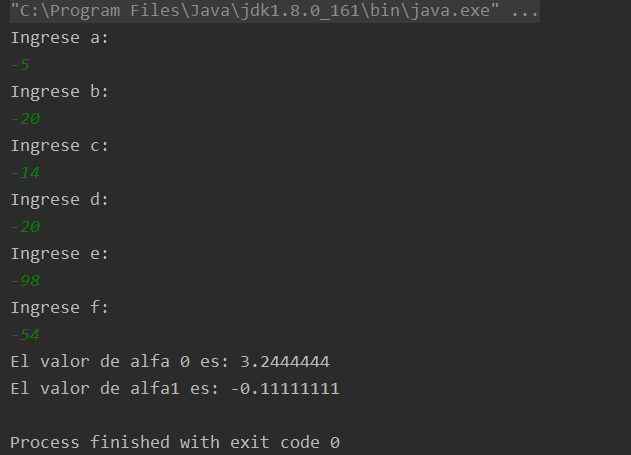 "C:\Program Files\Java\jdk1.8.0_161\bin\java.exe" ...
Ingrese a:
-5
Ingrese b:
-20
Ingrese c:
-14
Ingrese d:
-20
Ingrese e:
-98
Ingrese f:
-54
El valor de alfa 0 es: 3.2444444
El valor de alfa1 es: -0.11111111
Process finished with exit code 0